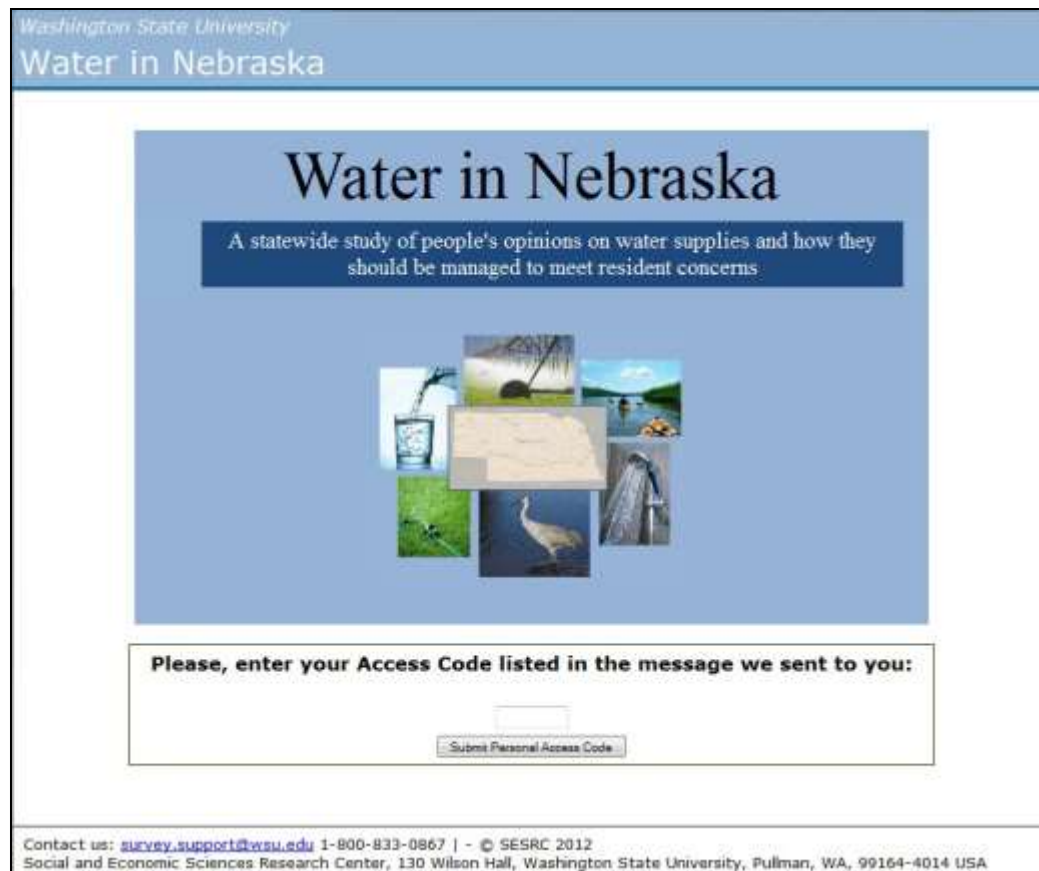 Washington State University
Water in Nebraska
Water in Nebraska
A statewide study of people's opinions on water supplies and how they
should be managed to meet resident concerns
Please, enter your Access Code listed in the message we sent to you:
Submit Personal Access Code
Contact us: survey.support@wsu.edu 1-800-833-0867 | - © SESRC 2012
Social and Economic Sciences Research Center, 130 Wilson Hall, Washington State University, Pullman, WA, 99164-4014 USA